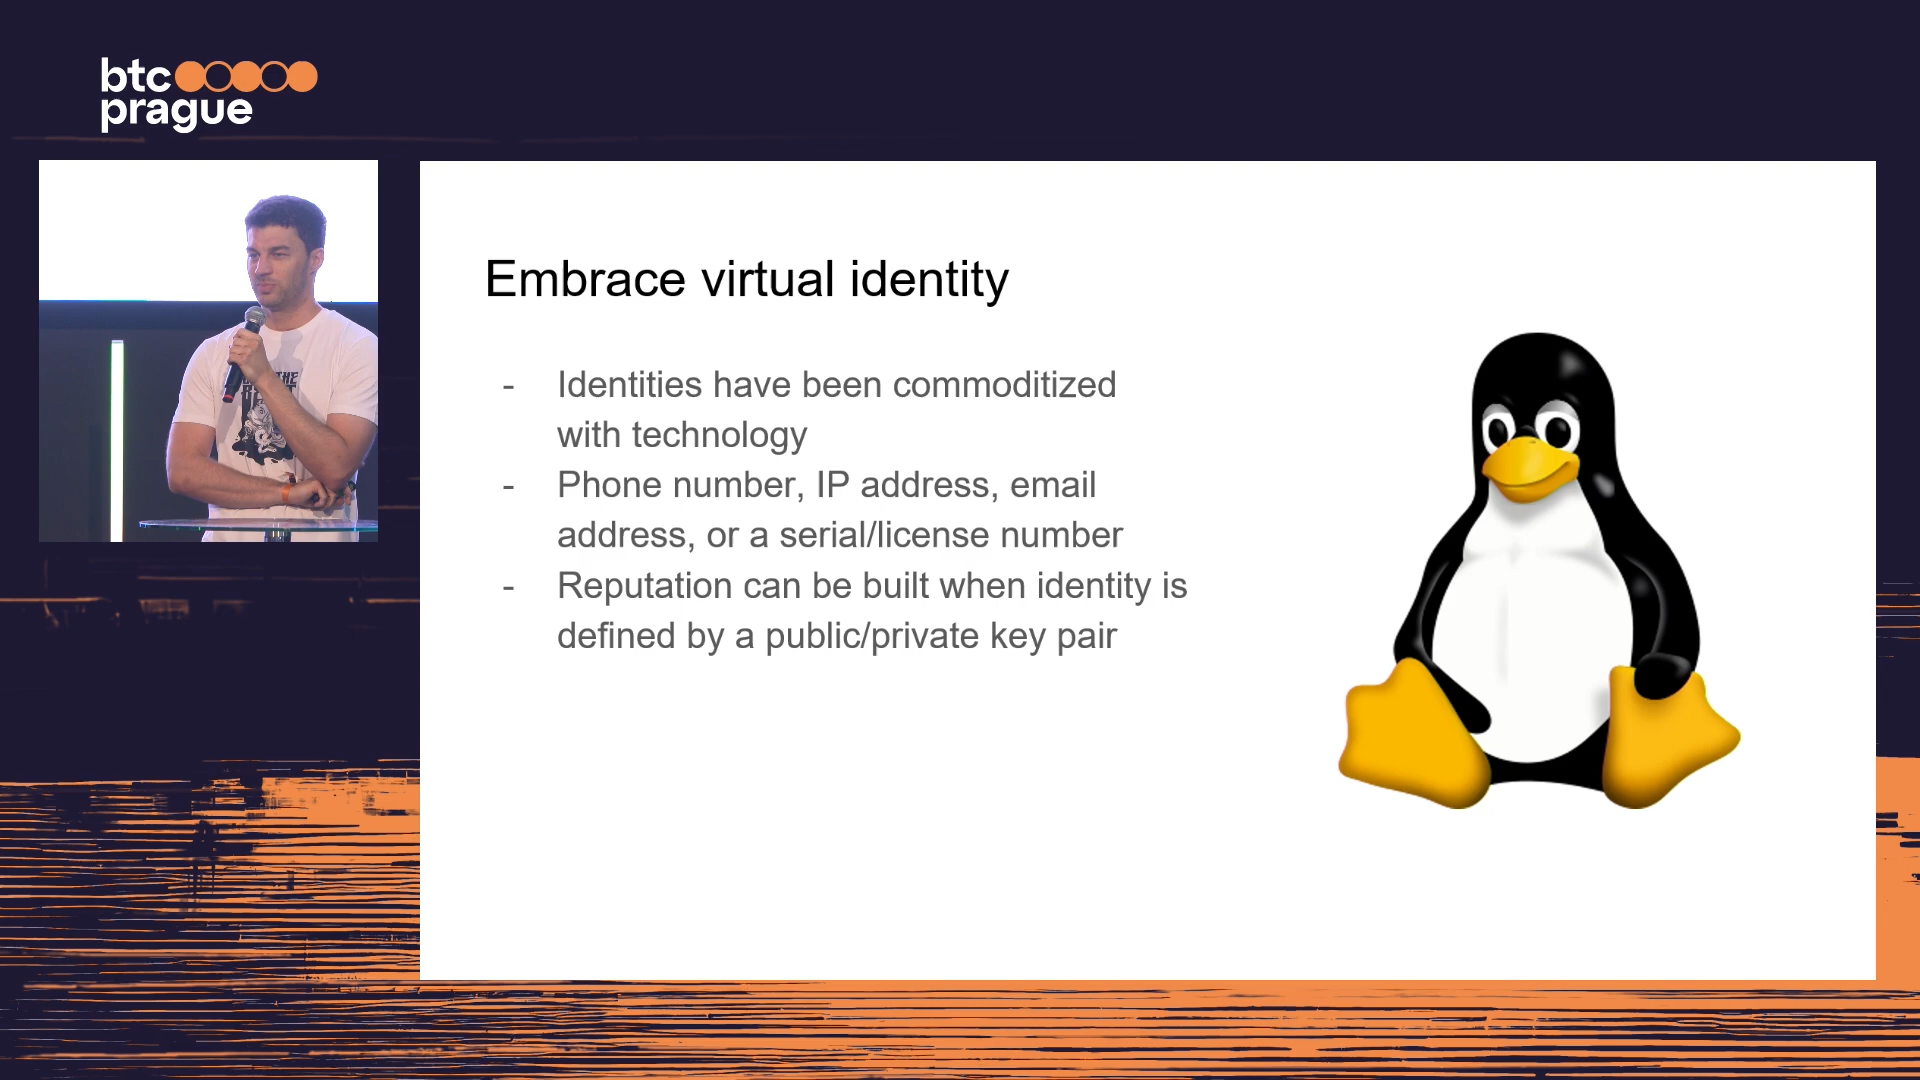 btc
prague
Embrace virtual identity
- Identities have been commoditized
with technology
- Phone number, IP address, email
address, or a serial/license number
- Reputation can be built when identity is
defined by a public/private key pair
THE